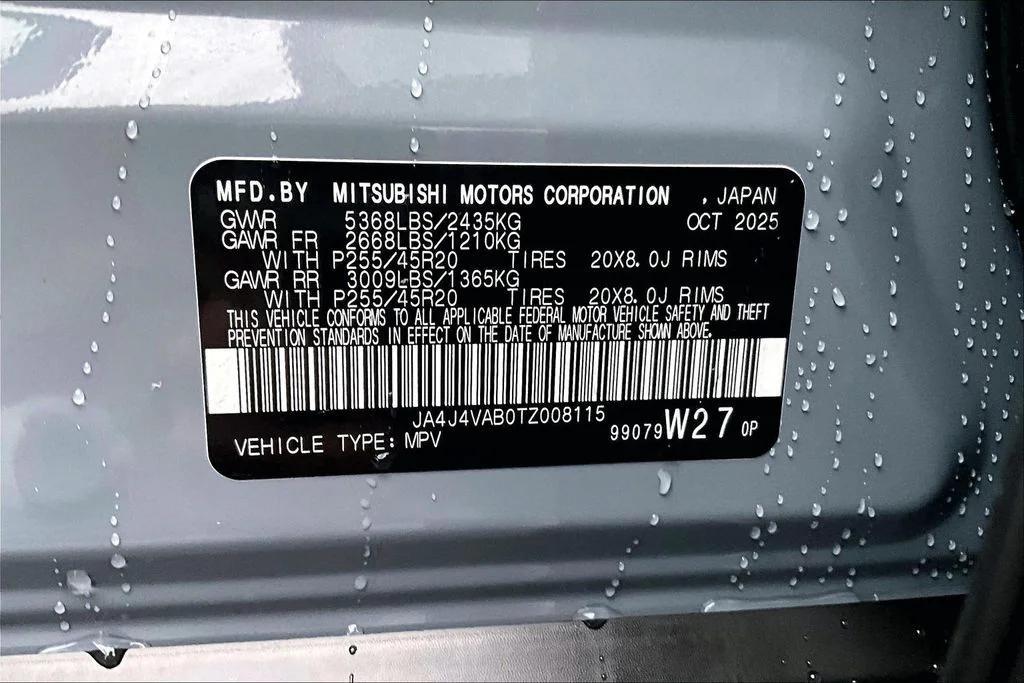 MFD.BY MITSUBISHI MOTORS CORPORATION , JAPAN
GVWR 5368LBS/2435KG OCT 2025
GAWR FR 2668LBS/1210KG
WITH P255/45R20 TIRES 20X8.0J RIMS
GAWR RR 3009LBS/1365KG
WITH P255/45R20 TIRES 20X8.0J RIMS
THIS VEHICLE CONFORMS TO ALL APPLICABLE FEDERAL MOTOR VEHICLE SAFETY AND THEFT
PREVENTION STANDARDS IN EFFECT ON THE DATE OF MANUFACTURE SHOWN ABOVE.
JA4J4VAB0TZ008115
VEHICLE TYPE: MPV 99079 W27 0P